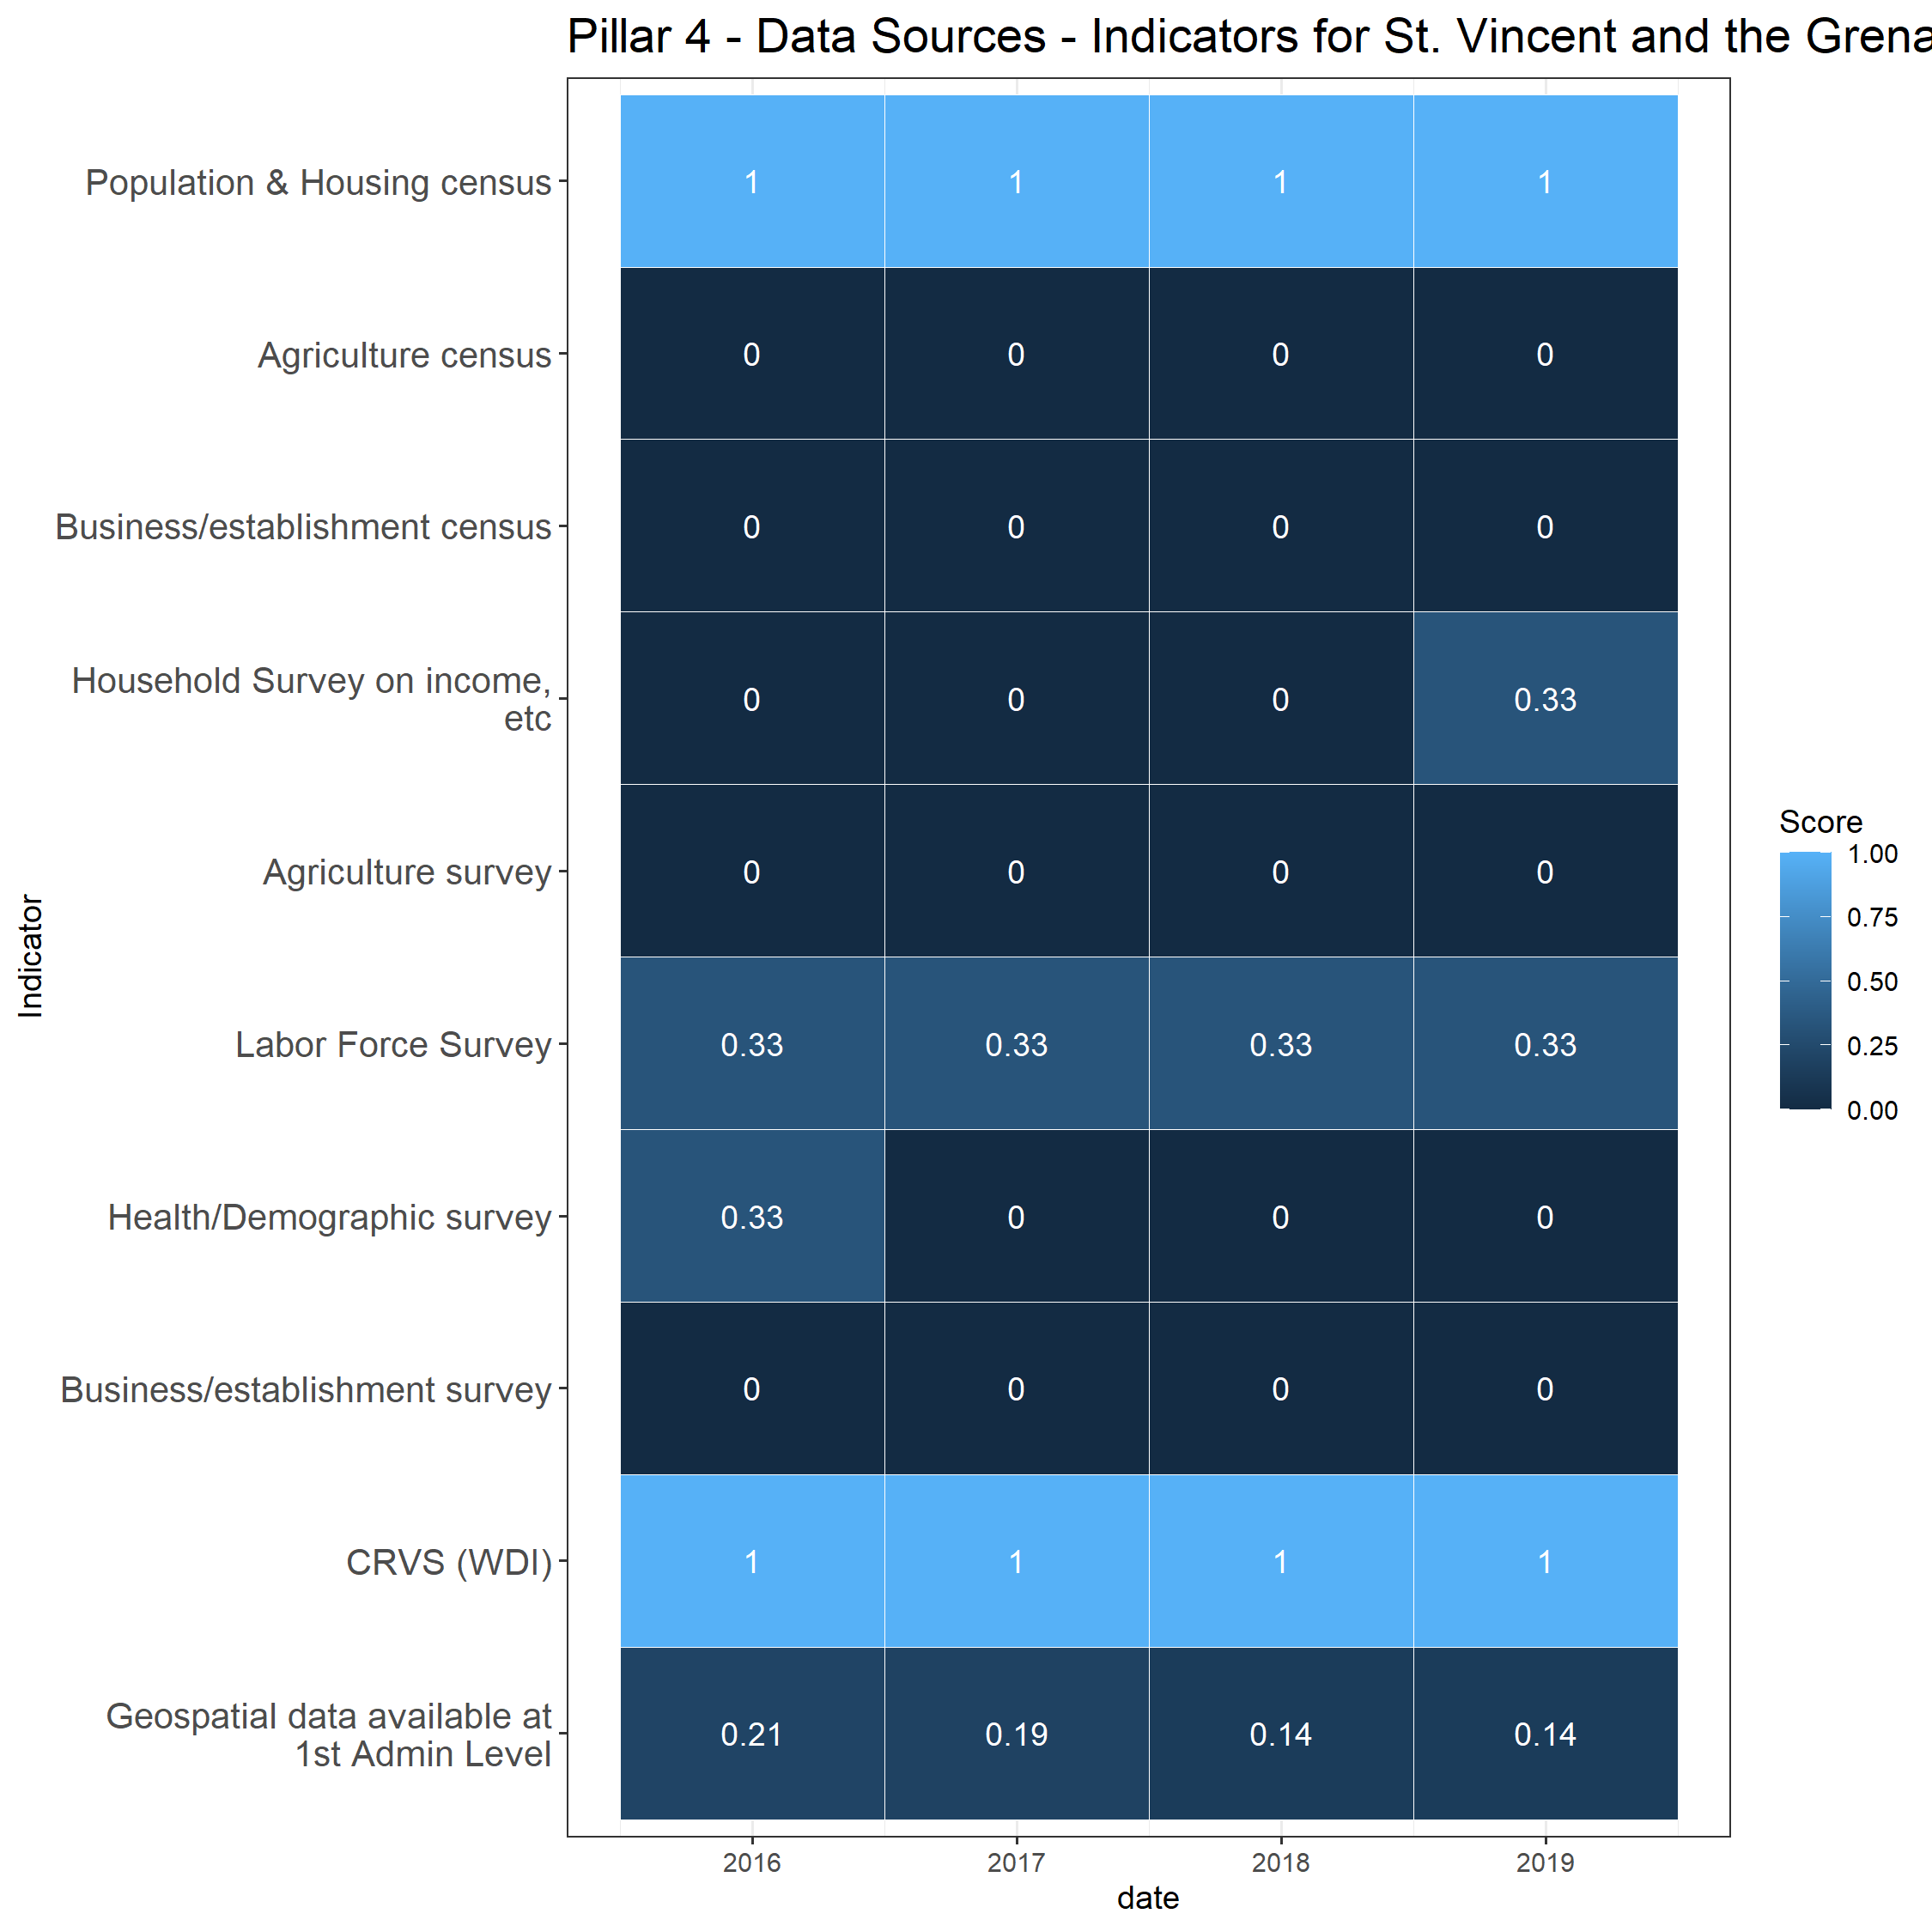 Pillar 4 - Data Sources - Indicators for St. Vincent and the Grena
Population & Housing census
1 1 1 1
Agriculture census
0 0 0 0
Business/establishment census
0 0 0 0
Household Survey on income,
etc
0 0 0 0.33
Agriculture survey
0 0 0 0
Labor Force Survey
0.33 0.33 0.33 0.33
Health/Demographic survey
0.33 0 0 0
Business/establishment survey
0 0 0 0
CRVS (WDI)
1 1 1 1
Geospatial data available at
1st Admin Level
0.21 0.19 0.14 0.14
2016 2017 2018 2019
date
Indicator
Score
1.00
0.75
0.50
0.25
0.00